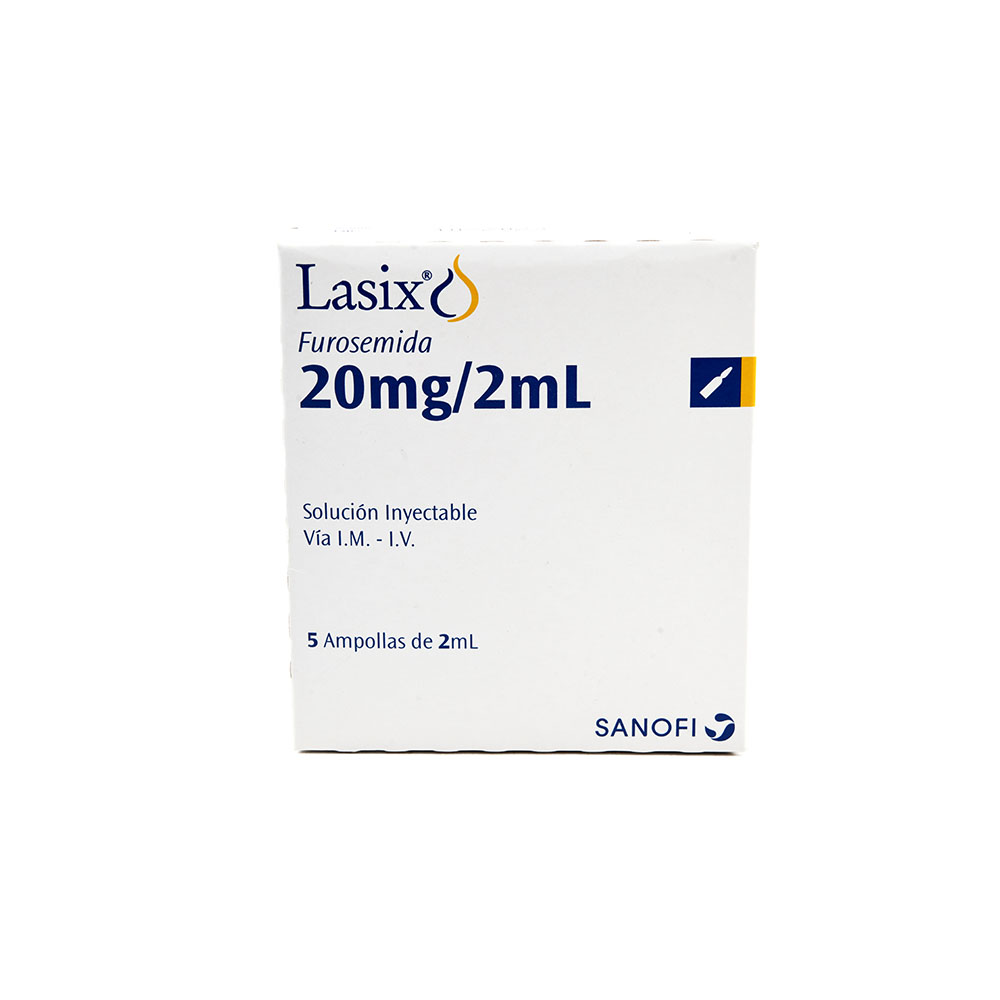 Lasix®
Furosemida
20mg/2mL
Solución Inyectable
Vía I.M. - I.V.
5 Ampollas de 2mL
SANOFI